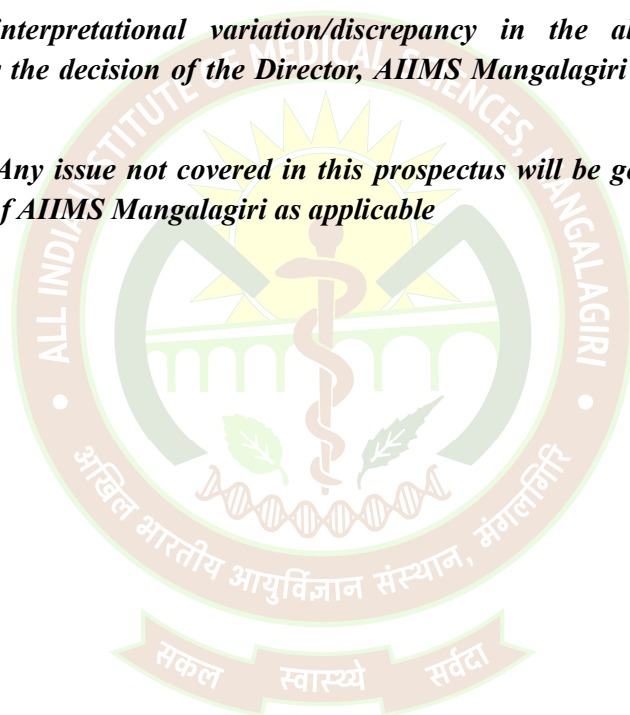 interpretational variation/discrepancy in the
the decision of the Director, AIIMS Mangalagiri
Any issue not covered in this prospectus will be
f AIIMS Mangalagiri as applicable
ALL INDIA INSTITUTE OF MEDICAL SCIENCES, MANGALAGIRI
अखिल भारतीय आयुर्विज्ञान संस्थान, मंगलगिरि
सकल स्वास्थ्ये सर्वदा